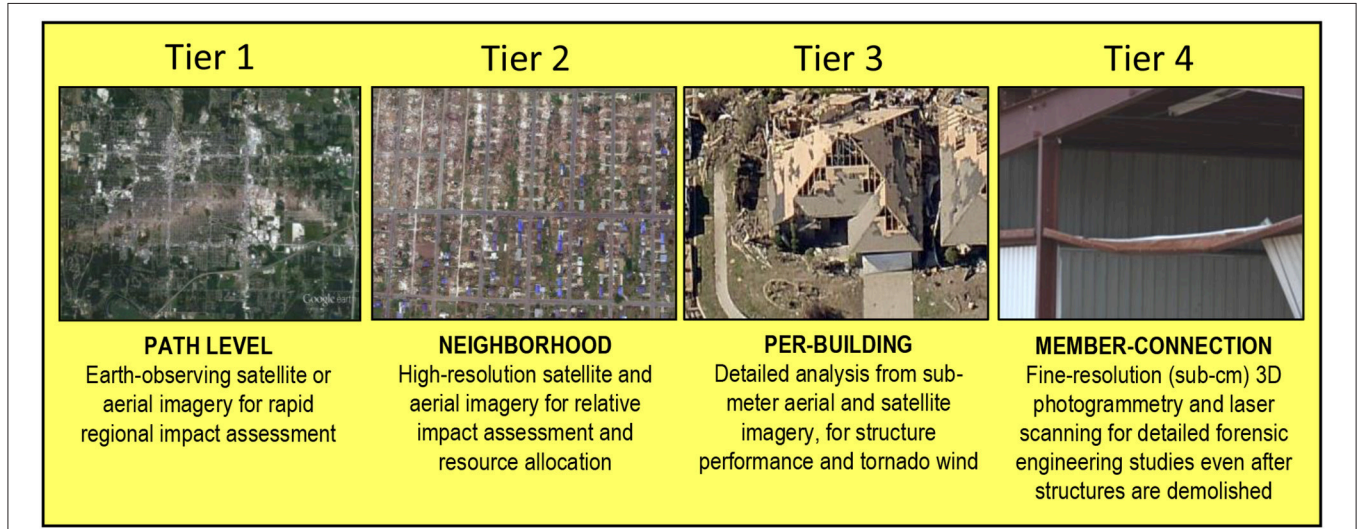 Tier 1
Tier 2
Tier 3
Tier 4
Google earth
PATH LEVEL
Earth-observing satellite or
aerial imagery for rapid
regional impact assessment
NEIGHBORHOOD
High-resolution satellite and
aerial imagery for relative
impact assessment and
resource allocation
PER-BUILDING
Detailed analysis from sub-
meter aerial and satellite
imagery, for structure
performance and tornado wind
MEMBER-CONNECTION
Fine-resolution (sub-cm) 3D
photogrammetry and laser
scanning for detailed forensic
engineering studies even after
structures are demolished